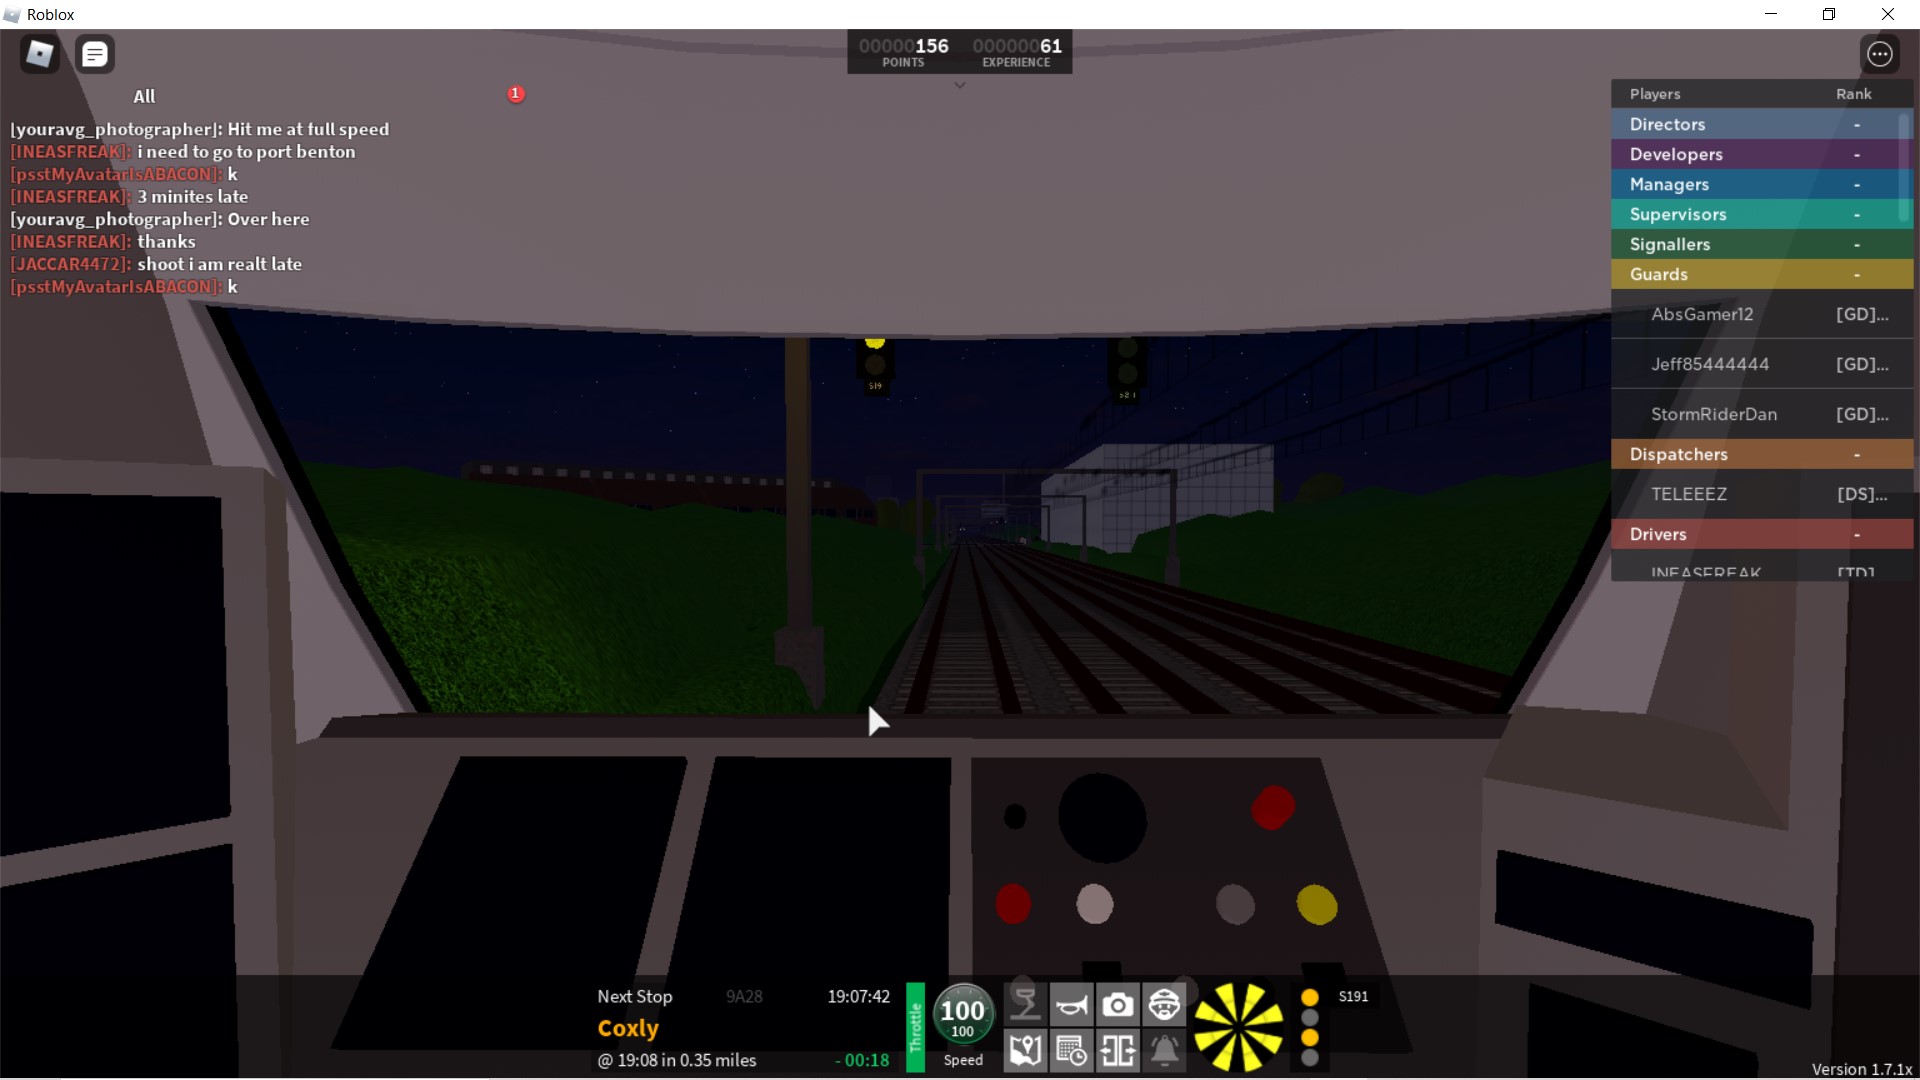 Roblox
00000156 00000061
POINTS EXPERIENCE
All
1
[youravg_photographer]: Hit me at full speed
[INEASFREAK]: i need to go to port benton
[psstMyAvatarIsABACON]: k
[INEASFREAK]: 3 minites late
[youravg_photographer]: Over here
[INEASFREAK]: thanks
[JACCAR4472]: shoot i am realt late
[psstMyAvatarIsABACON]: k
Players Rank
Directors -
Developers -
Managers -
Supervisors -
Signallers -
Guards -
AbsGamer12 [GD]...
Jeff85444444 [GD]...
StormRiderDan [GD]...
Dispatchers -
TELEEEZ [DS]...
Drivers -
INEASFREAK [TD]
Next Stop 9A28 19:07:42
Coxly
@ 19:08 in 0.35 miles - 00:18
Throttle
100
100
Speed
S191
Version 1.7.1x